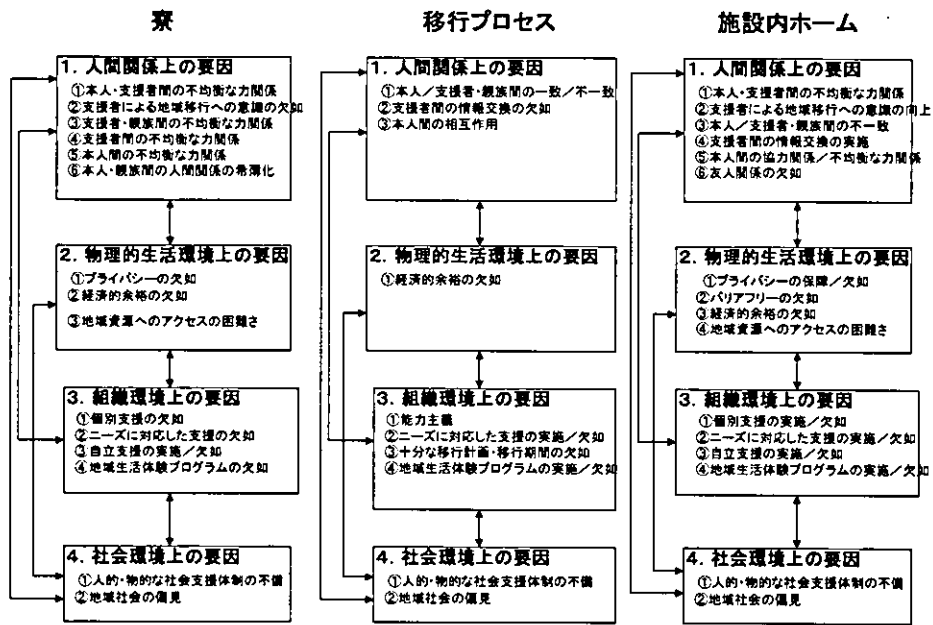 寮
1. 人間関係上の要因
①本人・支援者間の不均衡な力関係
②支援者による地域移行への意識の欠如
③支援者・親族間の不均衡な力関係
④支援者間の不均衡な力関係
⑤本人間の不均衡な力関係
⑥本人・親族間の人間関係の希薄化
2. 物理的生活環境上の要因
①プライバシーの欠如
②経済的余裕の欠如
③地域資源へのアクセスの困難さ
3. 組織環境上の要因
①個別支援の欠如
②ニーズに対応した支援の欠如
③自立支援の実施/欠如
④地域生活体験プログラムの欠如
4. 社会環境上の要因
①人的・物的な社会支援体制の不備
②地域社会の偏見
移行プロセス
1. 人間関係上の要因
①本人/支援者・親族間の一致/不一致
②支援者間の情報交換の欠如
③本人間の相互作用
2. 物理的生活環境上の要因
①経済的余裕の欠如
3. 組織環境上の要因
①能力主義
②ニーズに対応した支援の実施/欠如
③十分な移行計画・移行期間の欠如
④地域生活体験プログラムの実施/欠如
4. 社会環境上の要因
①人的・物的な社会支援体制の不備
②地域社会の偏見
施設内ホーム
1. 人間関係上の要因
①本人・支援者間の不均衡な力関係
②支援者による地域移行への意識の向上
③本人/支援者・親族間の不一致
④支援者間の情報交換の実施
⑤本人間の協力関係/不均衡な力関係
⑥友人関係の欠如
2. 物理的生活環境上の要因
①プライバシーの保障/欠如
②バリアフリーの欠如
③経済的余裕の欠如
④地域資源へのアクセスの困難さ
3. 組織環境上の要因
①個別支援の実施/欠如
②ニーズに対応した支援の実施/欠如
③自立支援の実施/欠如
④地域生活体験プログラムの実施/欠如
4. 社会環境上の要因
①人的・物的な社会支援体制の不備
②地域社会の偏見